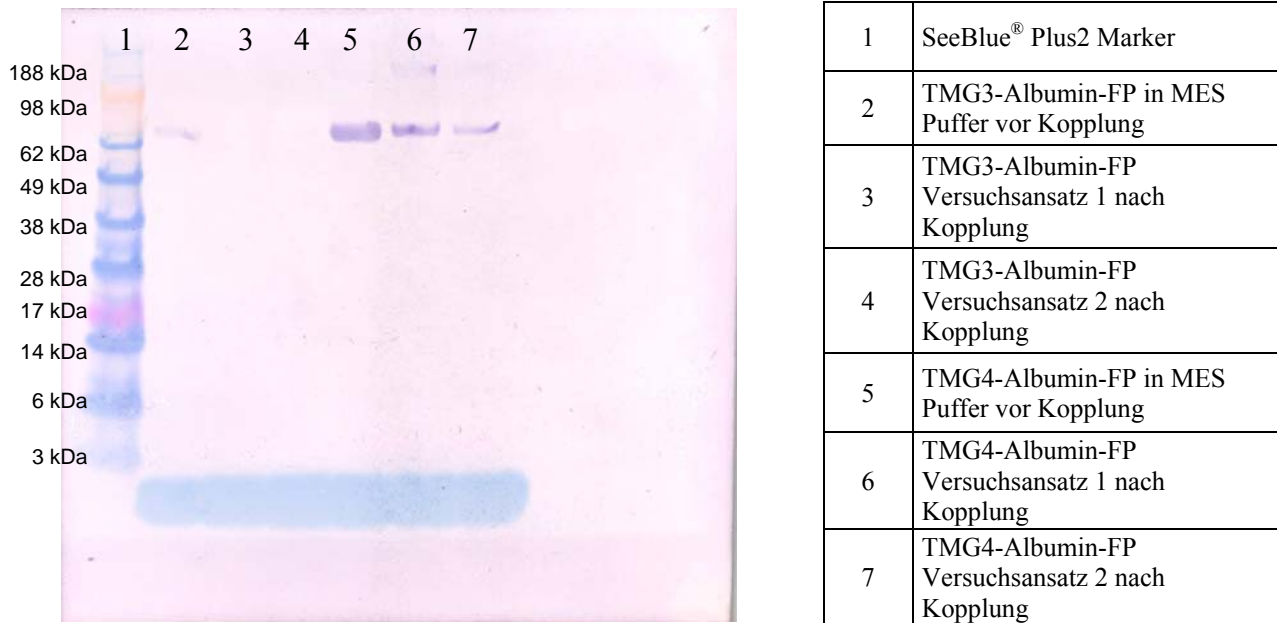 1 2 3 4 5 6 7
188 kDa
98 kDa
62 kDa
49 kDa
38 kDa
28 kDa
17 kDa
14 kDa
6 kDa
3 kDa
1 SeeBlue® Plus2 Marker
2 TMG3-Albumin-FP in MES
Puffer vor Kopplung
3 TMG3-Albumin-FP
Versuchsansatz 1 nach
Kopplung
4 TMG3-Albumin-FP
Versuchsansatz 2 nach
Kopplung
5 TMG4-Albumin-FP in MES
Puffer vor Kopplung
6 TMG4-Albumin-FP
Versuchsansatz 1 nach
Kopplung
7 TMG4-Albumin-FP
Versuchsansatz 2 nach
Kopplung